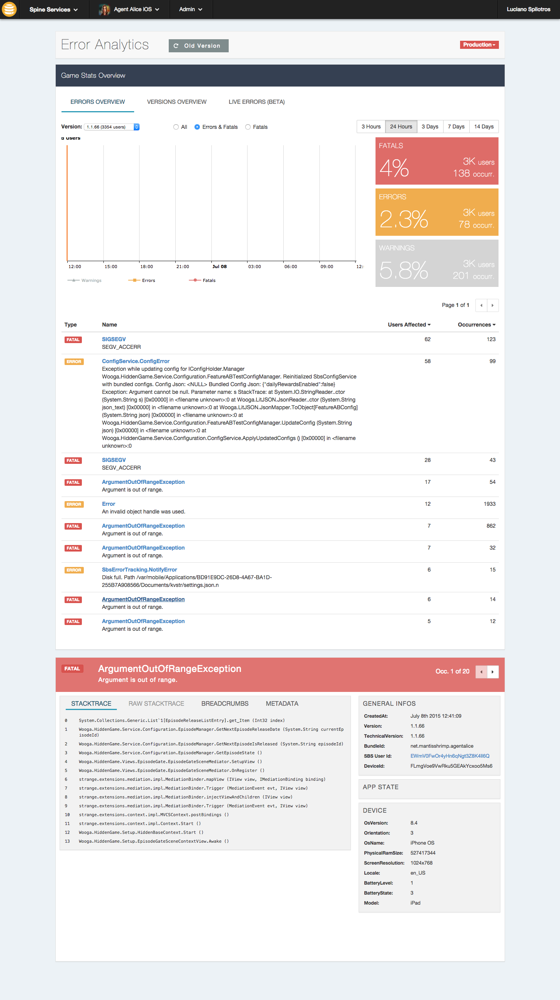 Spine Services
Agent Alice iOS
Admin
Luciano Spilotros
Error Analytics
Old Version
Production
Game Stats Overview
ERRORS OVERVIEW
VERSIONS OVERVIEW
LIVE ERRORS (BETA)
Version: 1.1.66 (3354 users)
All
Errors & Fatals
Fatals
3 Hours
24 Hours
3 Days
7 Days
14 Days
d Users
12:00
15:00
18:00
21:00
Jul 08
03:00
06:00
09:00
12:
Warnings
Errors
Fatals
FATALS
4%
3K users
138 occurr.
ERRORS
2.3%
3K users
78 occurr.
WARNINGS
5.8%
3K users
201 occurr.
Page 1 of 1
Type Name Users Affected Occurrences
FATAL SIGSEGV 62 123
SEGV_ACCERR
ERROR ConfigService.ConfigError 58 99
Exception while updating config for IConfigHolder.Manager
Wooga.HiddenGame.Service.Configuration.FeatureABTestConfigManager. Reinitialized SbsConfigService
with bundled configs. Config Json: <NULL> Bundled Config Json: {"dailyRewardsEnabled":false}
Exception: Argument cannot be null. Parameter name: s StackTrace: at System.IO.StringReader..ctor
(System.String s) [0x00000] in <filename unknown>:0 at Wooga.LitJSON.JsonReader..ctor (System.String
json_text) [0x00000] in <filename unknown>:0 at Wooga.LitJSON.JsonMapper.ToObject[FeatureABConfig]
(System.String json) [0x00000] in <filename unknown>:0 at
Wooga.HiddenGame.Service.Configuration.FeatureABTestConfigManager.UpdateConfig (System.String
json) [0x00000] in <filename unknown>:0 at
Wooga.HiddenGame.Service.Configuration.ConfigService.ApplyUpdatedConfigs () [0x00000] in <filename
unknown>:0
FATAL SIGSEGV 28 43
SEGV_ACCERR
FATAL ArgumentOutOfRangeException 17 54
Argument is out of range.
ERROR Error 12 1933
An invalid object handle was used.
FATAL ArgumentOutOfRangeException 7 862
Argument is out of range.
FATAL ArgumentOutOfRangeException 7 32
Argument is out of range.
ERROR SbsErrorTracking.NotifyError 6 15
Disk full. Path /var/mobile/Applications/BD91E9DC-26D8-4A67-BA1D-
255B7A908566/Documents/kvstr/settings.json.n
FATAL ArgumentOutOfRangeException 6 14
Argument is out of range.
FATAL ArgumentOutOfRangeException 5 12
Argument is out of range.
FATAL ArgumentOutOfRangeException
Argument is out of range.
Occ. 1 of 20
STACKTRACE
RAW STACKTRACE
BREADCRUMBS
METADATA
0 System.Collections.Generic.List`1[EpisodeReleaseListEntry].get_Item (Int32 index)
1 Wooga.HiddenGame.Service.Configuration.EpisodeManager.GetNextEpisodeReleaseDate (System.String currentEp
isodeId)
2 Wooga.HiddenGame.Service.Configuration.EpisodeManager.GetNextEpisodeIsReleased (System.String episodeId)
3 Wooga.HiddenGame.Service.Configuration.EpisodeManager.GetEpisodeState ()
4 Wooga.HiddenGame.Views.EpisodeGate.EpisodeGateSceneMediator.SetupView ()
5 Wooga.HiddenGame.Views.EpisodeGate.EpisodeGateSceneMediator.OnRegister ()
6 strange.extensions.mediation.impl.MediationBinder.mapView (IView view, IMediationBinding binding)
7 strange.extensions.mediation.impl.MediationBinder.Trigger (MediationEvent evt, IView view)
8 strange.extensions.mediation.impl.MediationBinder.injectViewAndChildren (IView view)
9 strange.extensions.mediation.impl.MediationBinder.Trigger (MediationEvent evt, IView view)
10 strange.extensions.context.impl.MVCSContext.postBindings ()
11 strange.extensions.context.impl.Context.Start ()
12 Wooga.HiddenGame.Setup.HiddenBaseContext.Start ()
13 Wooga.HiddenGame.Setup.EpisodeGateSceneContextView.Awake ()
GENERAL INFOS
CreatedAt: July 8th 2015 12:41:09
Version: 1.1.66
TechnicalVersion: 1.1.66
BundleId: net.mantisshrimp.agentalice
SBS User Id: EWmV0FwOr4yHn6qNgt3Z8K4Il6Q
DeviceId: FLmgVoe9VwRku5GEAkYcxoo5Ms6
APP STATE
DEVICE
OsVersion: 8.4
Orientation: 3
OsName: iPhone OS
PhysicalRamSize: 527417344
ScreenResolution: 1024x768
Locale: en_US
BatteryLevel: 1
BatteryState: 3
Model: iPad